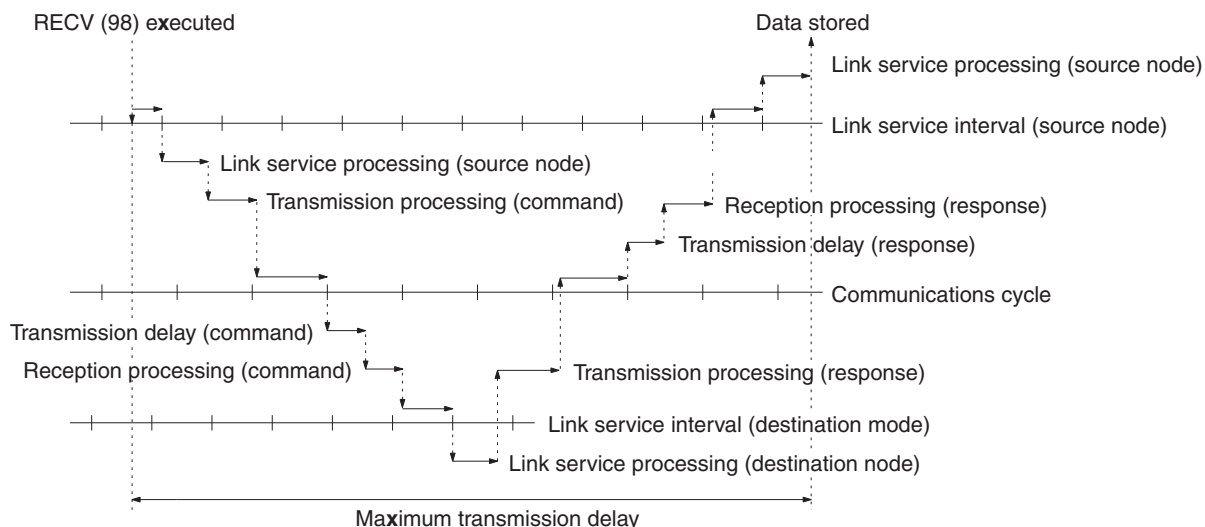 RECV (98) executed
Data stored
Link service processing (source node)
Link service interval (source node)
Link service processing (source node)
Transmission processing (command)
Reception processing (response)
Transmission delay (response)
Communications cycle
Transmission delay (command)
Reception processing (command)
Transmission processing (response)
Link service interval (destination mode)
Link service processing (destination node)
Maximum transmission delay